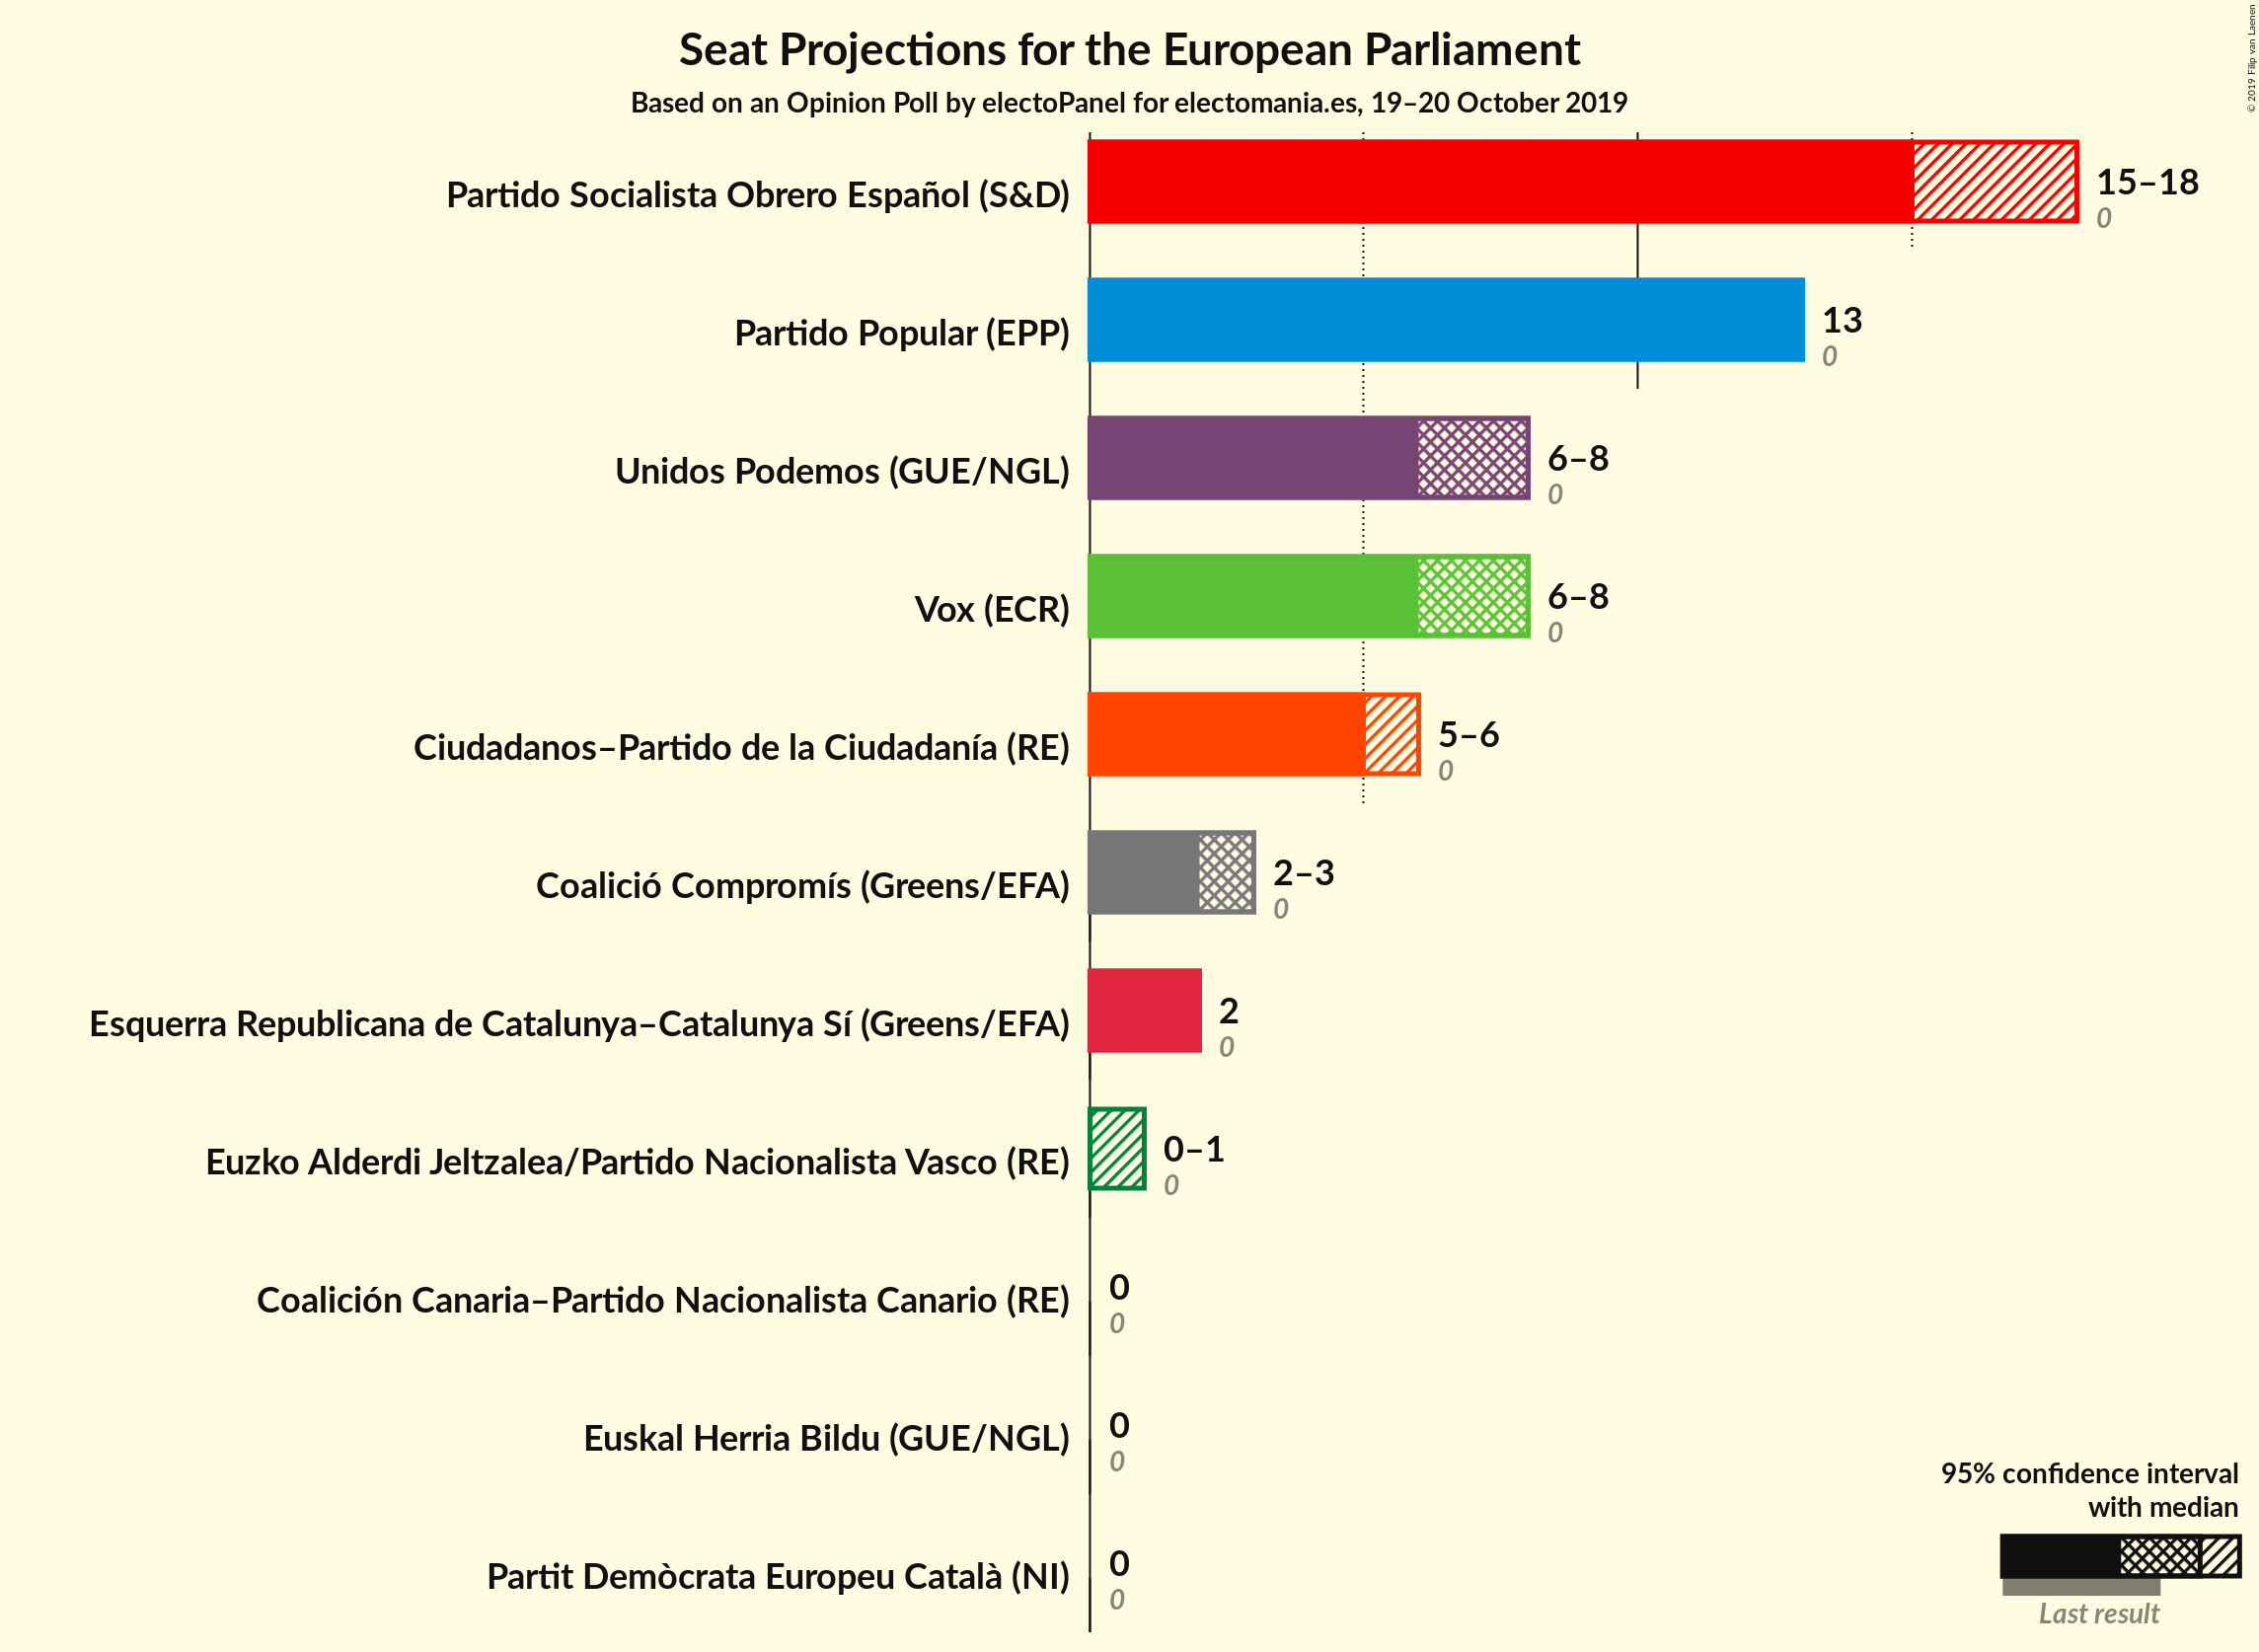 Seat Projections for the European Parliament
Based on an Opinion Poll by electoPanel for electomania.es, 19–20 October 2019
© 2019 Filip van Laenen
Partido Socialista Obrero Español (S&D)
15–18
0
Partido Popular (EPP)
13
0
Unidos Podemos (GUE/NGL)
6–8
0
Vox (ECR)
6–8
0
Ciudadanos–Partido de la Ciudadanía (RE)
5–6
0
Coalició Compromís (Greens/EFA)
2–3
0
Esquerra Republicana de Catalunya–Catalunya Sí (Greens/EFA)
2
0
Euzko Alderdi Jeltzalea/Partido Nacionalista Vasco (RE)
0–1
0
Coalición Canaria–Partido Nacionalista Canario (RE)
0
0
Euskal Herria Bildu (GUE/NGL)
0
0
Partit Demòcrata Europeu Català (NI)
0
0
95% confidence interval
with median
Last result